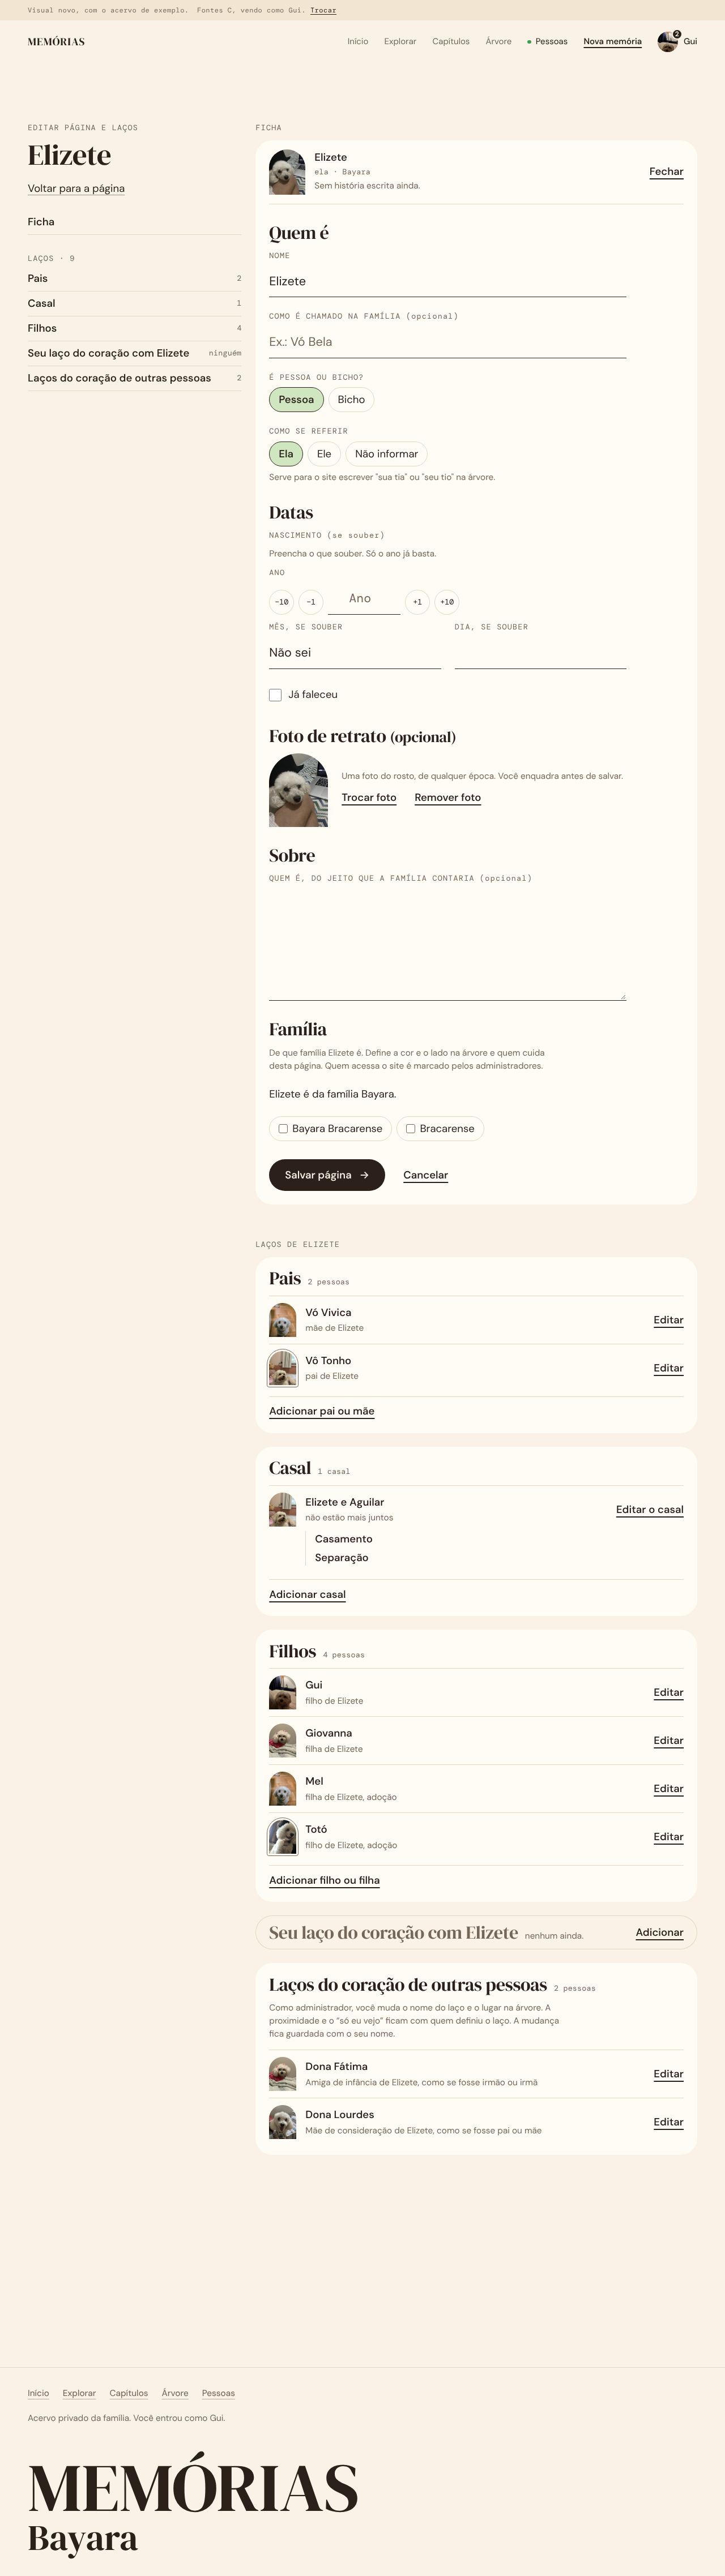 Visual novo, com o acervo de exemplo. Fontes C, vendo como Gui. Trocar
MEMÓRIAS
Início
Explorar
Capítulos
Árvore
Pessoas
Nova memória
2
Gui
EDITAR PÁGINA E LAÇOS
Elizete
Voltar para a página
Ficha
LAÇOS · 9
Pais 2
Casal 1
Filhos 4
Seu laço do coração com Elizete ninguém
Laços do coração de outras pessoas 2
FICHA
Elizete
ela · Bayara
Sem história escrita ainda.
Fechar
Quem é
NOME
Elizete
COMO É CHAMADO NA FAMÍLIA (opcional)
Ex.: Vó Bela
É PESSOA OU BICHO?
Pessoa
Bicho
COMO SE REFERIR
Ela
Ele
Não informar
Serve para o site escrever "sua tia" ou "seu tio" na árvore.
Datas
NASCIMENTO (se souber)
Preencha o que souber. Só o ano já basta.
ANO
−10
−1
Ano
+1
+10
MÊS, SE SOUBER
DIA, SE SOUBER
Não sei
Já faleceu
Foto de retrato (opcional)
Uma foto do rosto, de qualquer época. Você enquadra antes de salvar.
Trocar foto
Remover foto
Sobre
QUEM É, DO JEITO QUE A FAMÍLIA CONTARIA (opcional)
Família
De que família Elizete é. Define a cor e o lado na árvore e quem cuida
desta página. Quem acessa o site é marcado pelos administradores.
Elizete é da família Bayara.
Bayara Bracarense
Bracarense
Salvar página →
Cancelar
LAÇOS DE ELIZETE
Pais 2 pessoas
Vó Vivica
mãe de Elizete
Editar
Vô Tonho
pai de Elizete
Editar
Adicionar pai ou mãe
Casal 1 casal
Elizete e Aguilar
não estão mais juntos
Editar o casal
Casamento
Separação
Adicionar casal
Filhos 4 pessoas
Gui
filho de Elizete
Editar
Giovanna
filha de Elizete
Editar
Mel
filha de Elizete, adoção
Editar
Totó
filho de Elizete, adoção
Editar
Adicionar filho ou filha
Seu laço do coração com Elizete nenhum ainda.
Adicionar
Laços do coração de outras pessoas 2 pessoas
Como administrador, você muda o nome do laço e o lugar na árvore. A
proximidade e o “só eu vejo” ficam com quem definiu o laço. A mudança
fica guardada com o seu nome.
Dona Fátima
Amiga de infância de Elizete, como se fosse irmão ou irmã
Editar
Dona Lourdes
Mãe de consideração de Elizete, como se fosse pai ou mãe
Editar
Início
Explorar
Capítulos
Árvore
Pessoas
Acervo privado da família. Você entrou como Gui.
MEMÓRIAS
Bayara